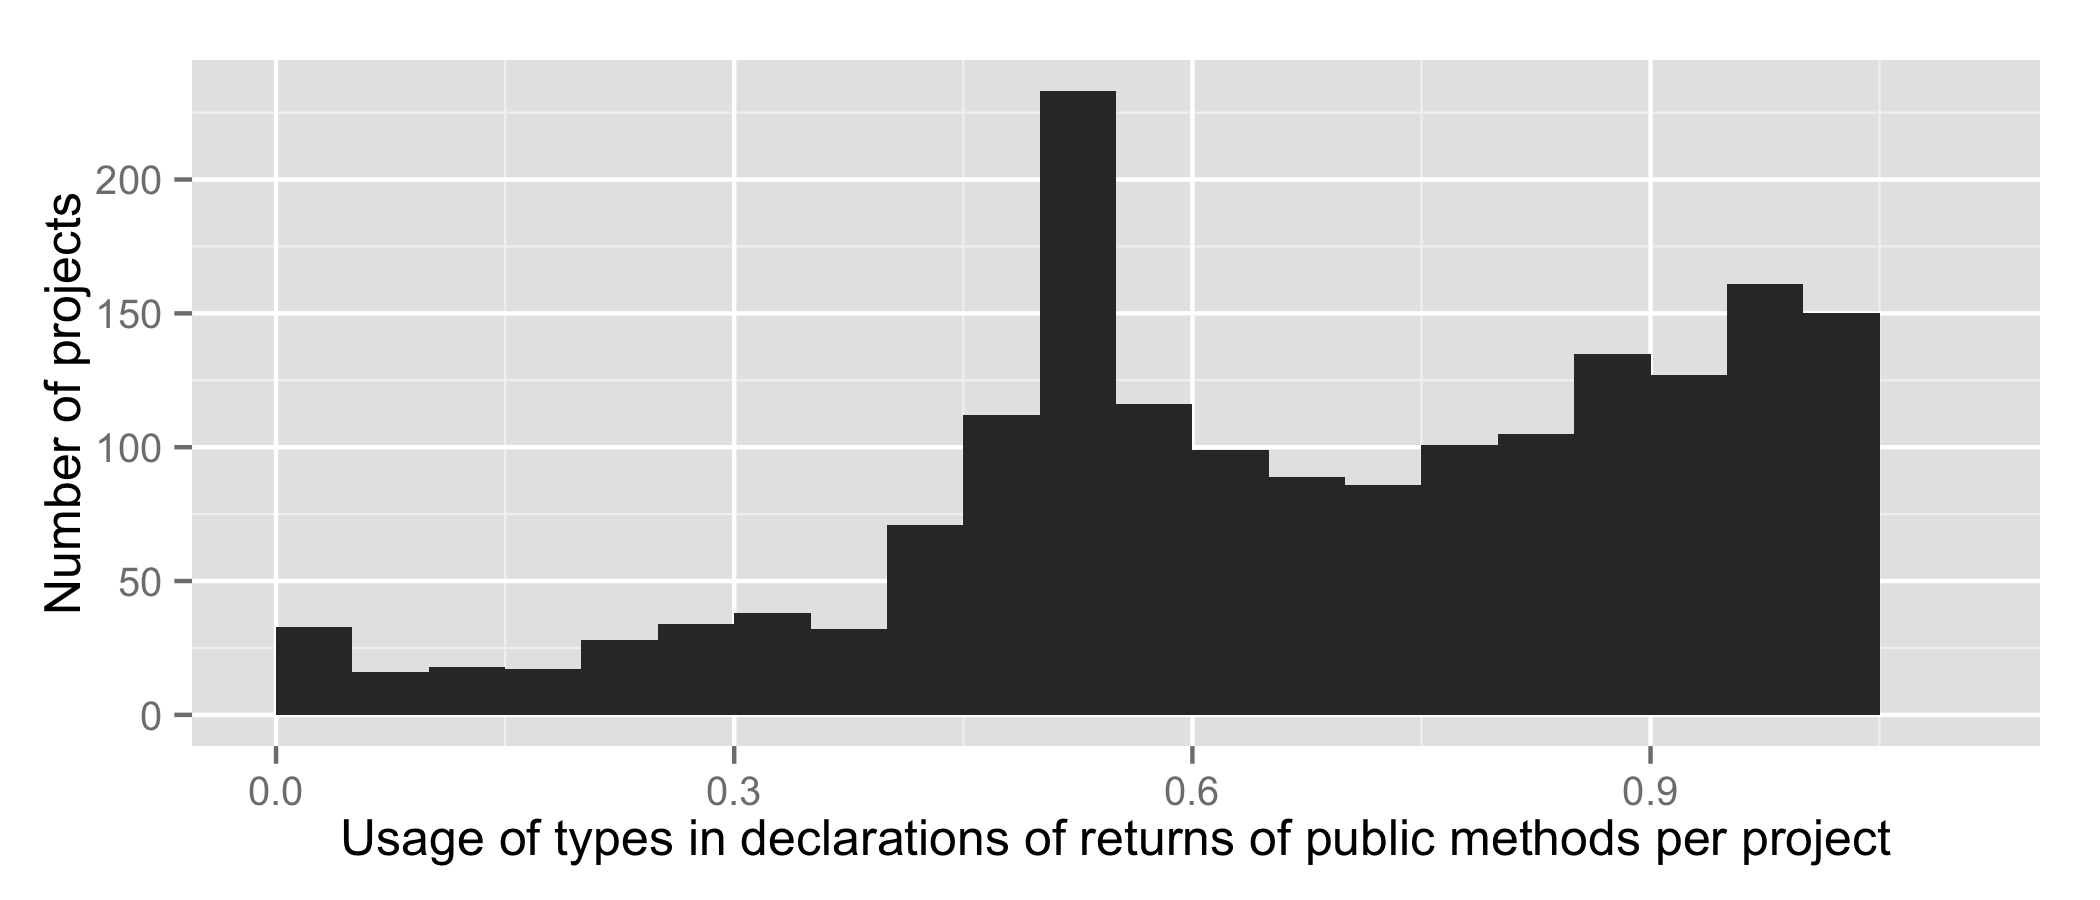 Number of projects
200
150
100
50
0
0.0 0.3 0.6 0.9
Usage of types in declarations of returns of public methods per project